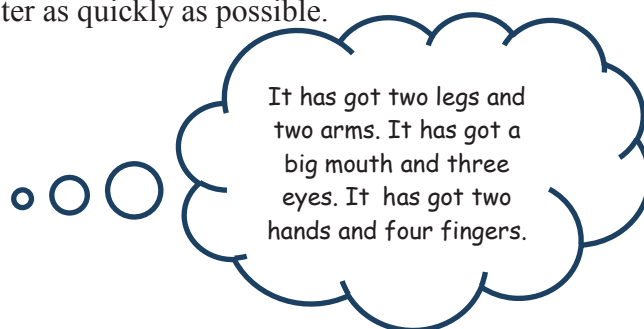 ter as quickly as possible.
It has got two legs and
two arms. It has got a
big mouth and three
eyes. It has got two
hands and four fingers.